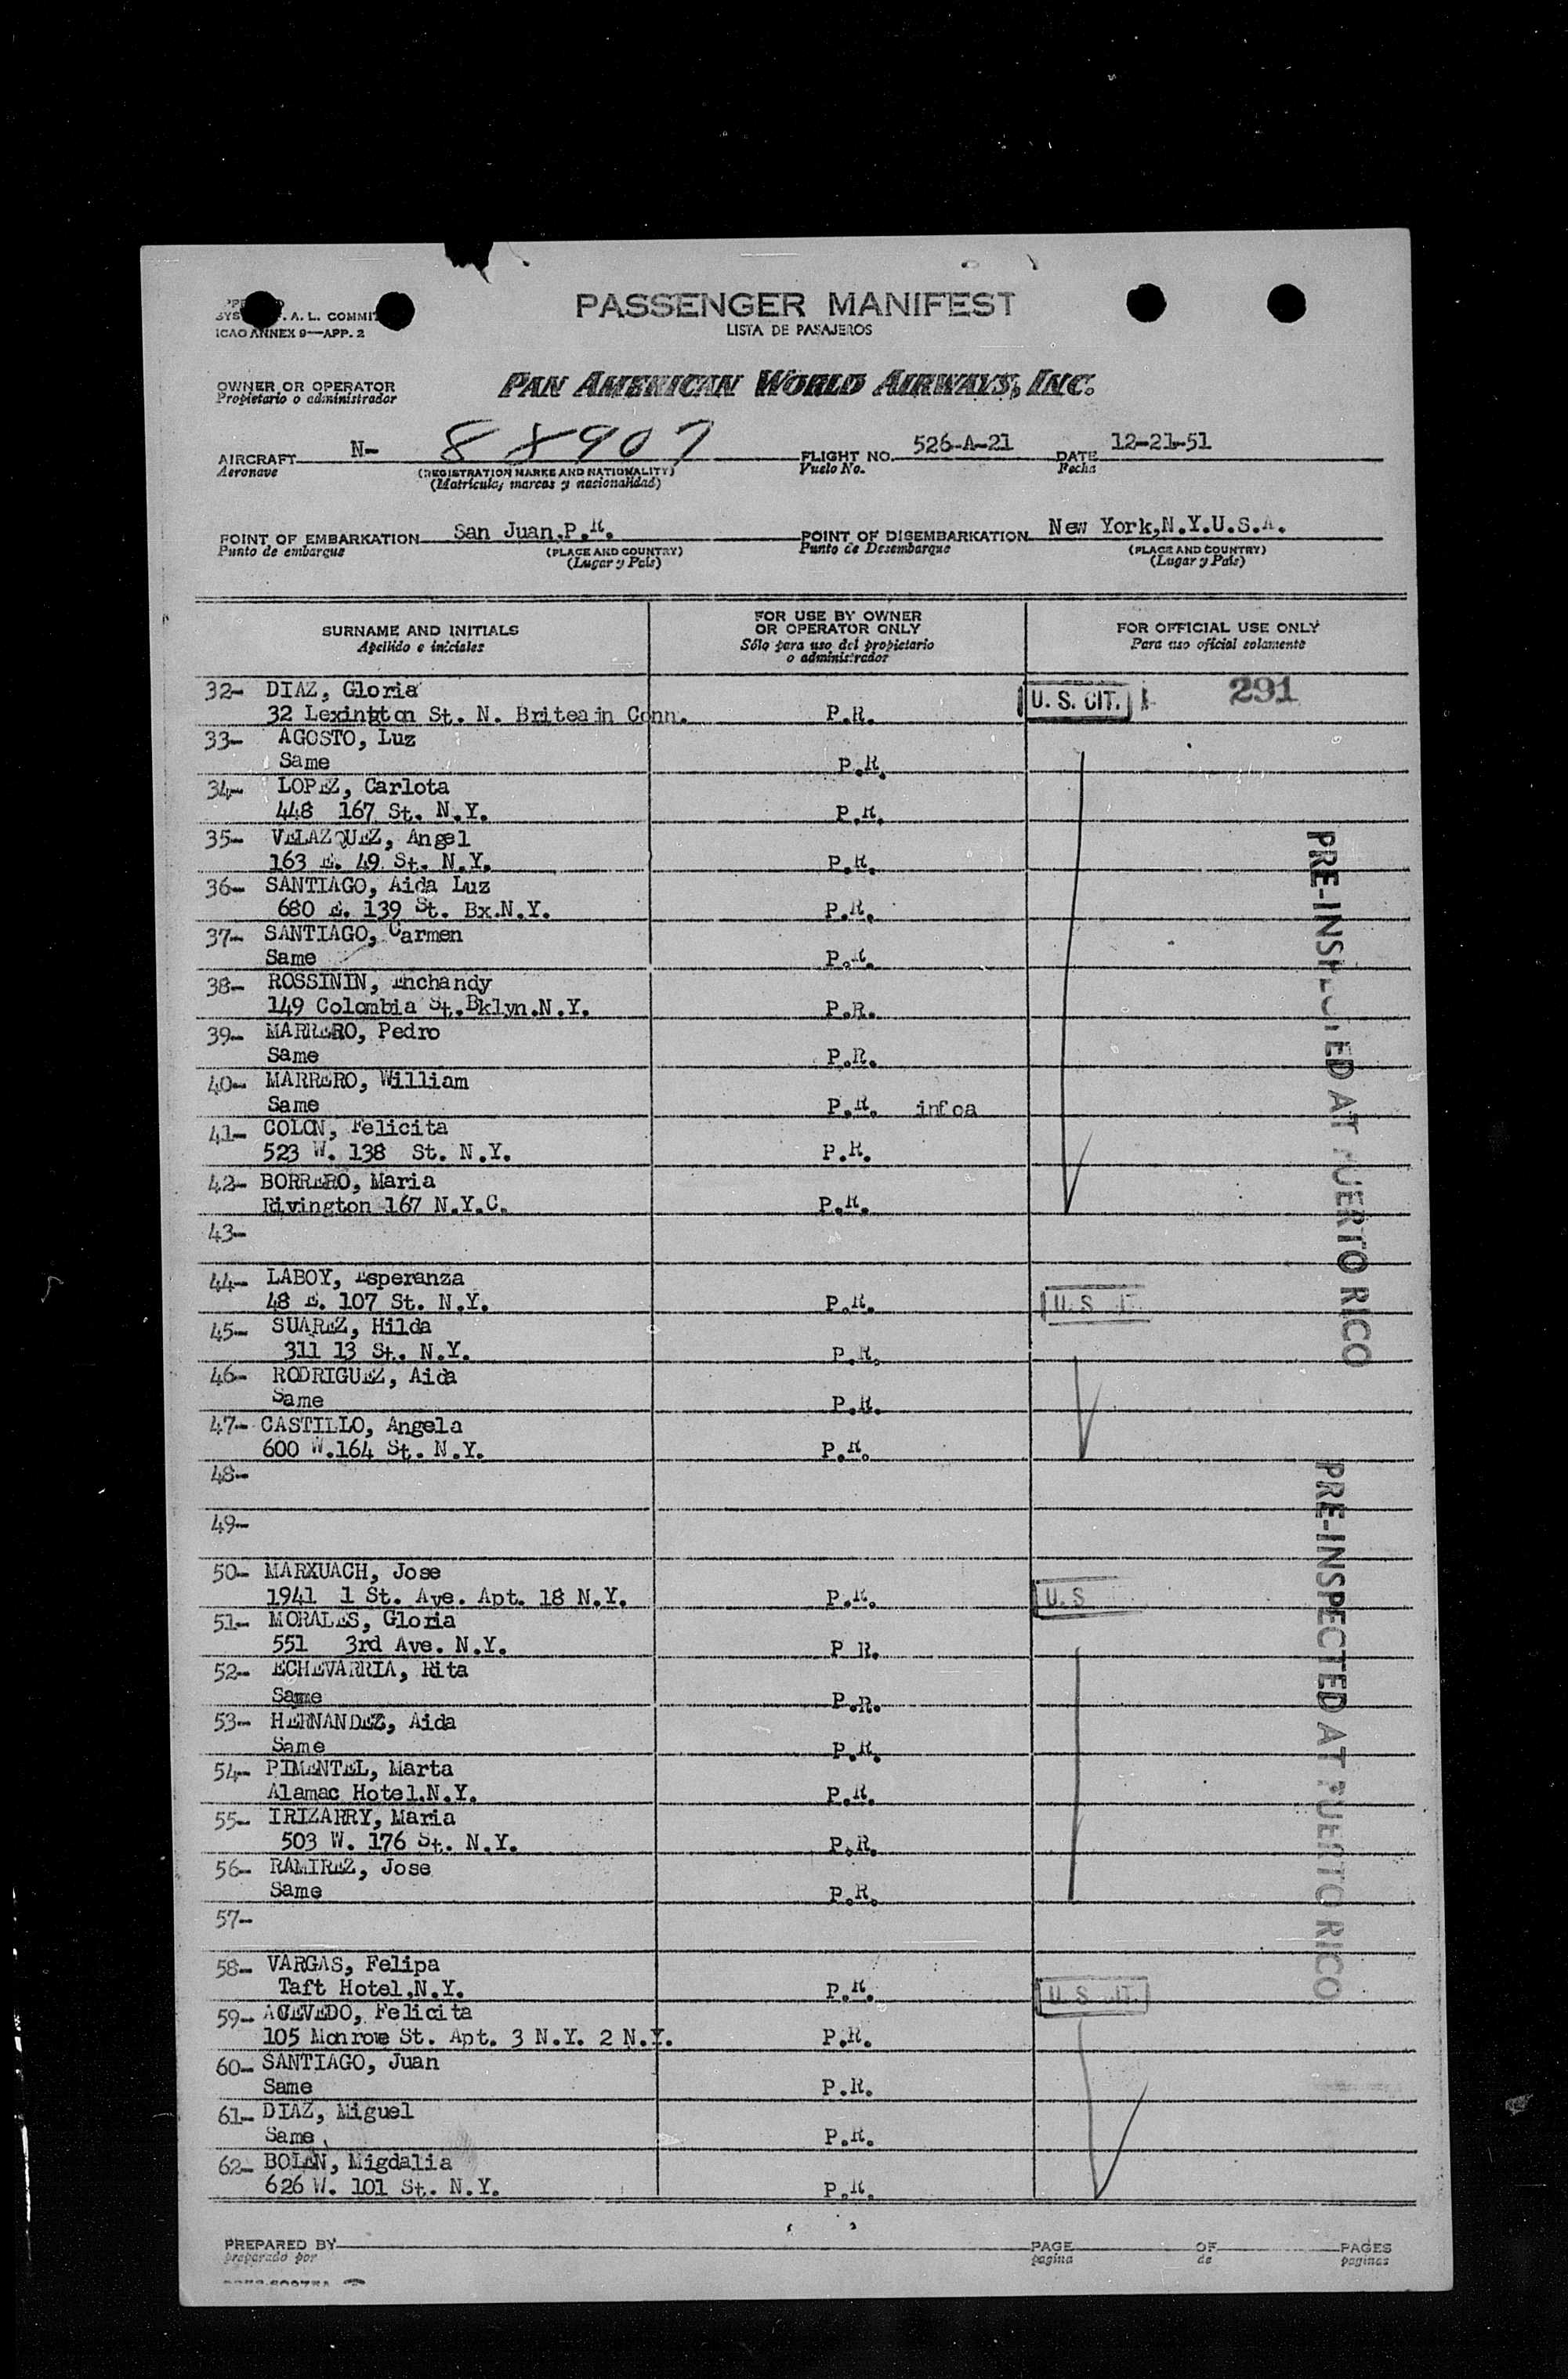 F. A. L. COMMIT
ICAO ANNEX 9—APP. 2
PASSENGER MANIFEST
LISTA DE PASAJEROS
OWNER OR OPERATOR
Propietario o administrador
PAN AMERICAN WORLD AIRWAYS, INC.
AIRCRAFT N- 88907 FLIGHT NO. 526-A-21 DATE 12-21-51
Aeronave (REGISTRATION MARKS AND NATIONALITY) Vuelo No. Fecha
(Matricula, marcas y nacionalidad)
POINT OF EMBARKATION San Juan.P.R. POINT OF DISEMBARKATION New York,N.Y.U.S.A.
Punto de embarque (PLACE AND COUNTRY) Punto de Desembarque (PLACE AND COUNTRY)
(Lugar y País) (Lugar y País)
SURNAME AND INITIALS FOR USE BY OWNER OR OPERATOR ONLY FOR OFFICIAL USE ONLY
Apellido e iniciales Sólo para uso del propietario o administrador Para uso oficial solamente
32- DIAZ, Gloria U. S. CIT. 291
32 Lexington St. N. Briteain Conn. P.R.
33- AGOSTO, Luz
Same P.R.
34- LOPEZ, Carlota
448 167 St. N.Y. P.R.
35- VELAZQUEZ, Angel
163 E. 49 St. N.Y. P.R.
36- SANTIAGO, Aida Luz
680 E. 139 St. Bx.N.Y. P.R.
37- SANTIAGO, Carmen
Same P.R.
38- ROSSININ, Enchandy
149 Colombia St.Bklyn.N.Y. P.R.
39- MARRERO, Pedro
Same P.R.
40- MARRERO, William
Same P.R. infoa
41- COLON, Felicita
523 W. 138 St. N.Y. P.R.
42- BORRERO, Maria
Rivington 167 N.Y.C. P.R.
43-
44- LABOY, Esperanza
48 E. 107 St. N.Y. P.R. U. S IT
45- SUAREZ, Hilda
311 13 St. N.Y. P.R.
46- RODRIGUEZ, Aida
Same P.R.
47- CASTILLO, Angela
600 W.164 St. N.Y. P.R.
48-
49-
50- MARXUACH, Jose
1941 1 St. Ave. Apt. 18 N.Y. P.R. U. S
51- MORALES, Gloria
551 3rd Ave. N.Y. P R.
52- ECHEVARRIA, Rita
Same P.R.
53- HERNANDEZ, Aida
Same P.R.
54- PIMENTEL, Marta
Alamac Hotel.N.Y. P.R.
55- IRIZARRY, Maria
503 W. 176 St. N.Y. P.R.
56- RAMIREZ, Jose
Same P.R.
57-
58- VARGAS, Felipa
Taft Hotel,N.Y. P.R. U. S IT.
59- ACEVEDO, Felicita
105 Monroe St. Apt. 3 N.Y. 2 N.Y. P.R.
60- SANTIAGO, Juan
Same P.R.
61- DIAZ, Miguel
Same P.R.
62- BOLEN, Migdalia
626 W. 101 St. N.Y. P.R.
PRE-INSPECTED AT PUERTO RICO
PRE-INSPECTED AT PUERTO RICO
PREPARED BY PAGE OF PAGES
preparado por pagina de paginas